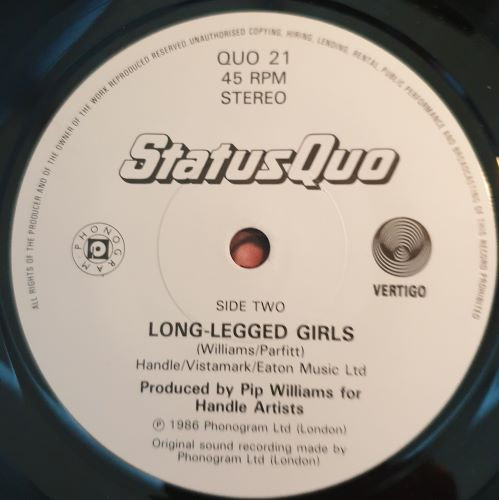 ALL RIGHTS OF THE PRODUCER AND OF THE OWNER OF THE WORK REPRODUCED RESERVED. UNAUTHORISED COPYING, HIRING, LENDING, RENTAL, PUBLIC PERFORMANCE AND BROADCASTING OF THIS RECORD PROHIBITED
QUO 21
45 RPM
STEREO
Status Quo
PHONOGRAM
p
VERTIGO
SIDE TWO
LONG-LEGGED GIRLS
(Williams/Parfitt)
Handle/Vistamark/Eaton Music Ltd
Produced by Pip Williams for
Handle Artists
℗ 1986 Phonogram Ltd (London)
Original sound recording made by
Phonogram Ltd (London)